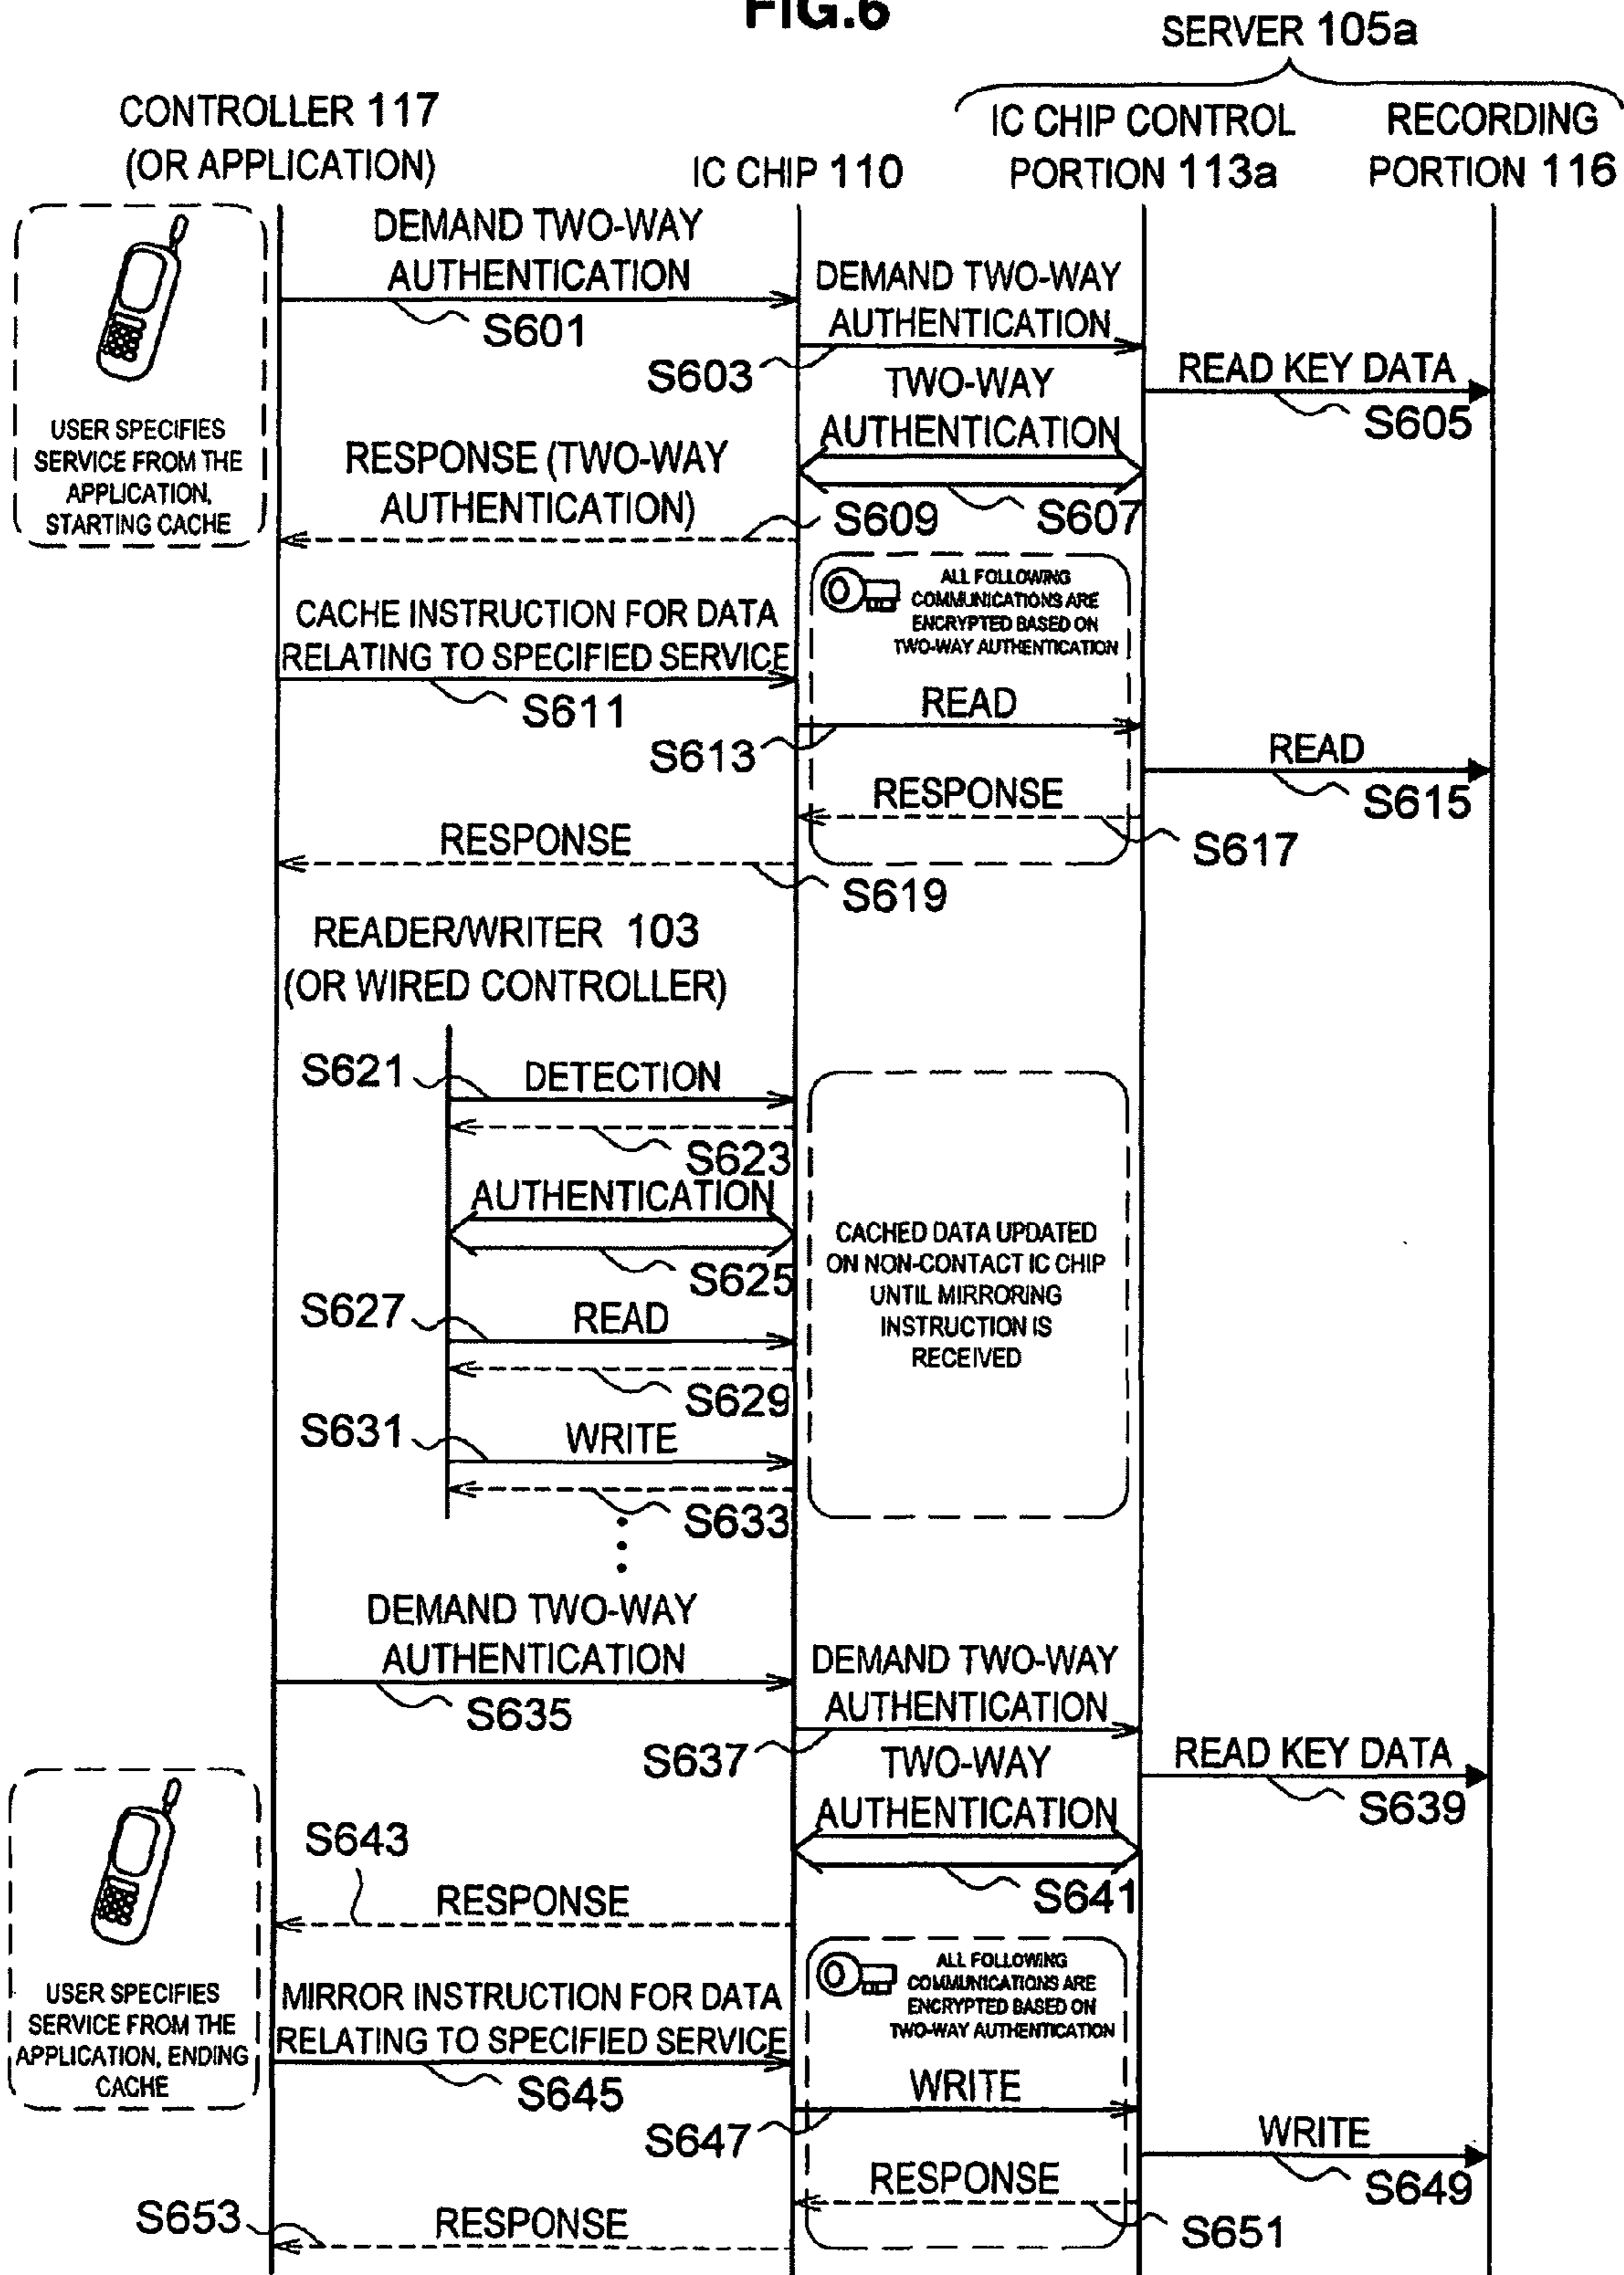 FIG.6
SERVER 105a
CONTROLLER 117
(OR APPLICATION)
IC CHIP 110
IC CHIP CONTROL
PORTION 113a
RECORDING
PORTION 116
USER SPECIFIES
SERVICE FROM THE
APPLICATION,
STARTING CACHE
DEMAND TWO-WAY
AUTHENTICATION
S601
DEMAND TWO-WAY
AUTHENTICATION
S603
READ KEY DATA
S605
TWO-WAY
AUTHENTICATION
S607
RESPONSE (TWO-WAY
AUTHENTICATION)
S609
ALL FOLLOWING
COMMUNICATIONS ARE
ENCRYPTED BASED ON
TWO-WAY AUTHENTICATION
CACHE INSTRUCTION FOR DATA
RELATING TO SPECIFIED SERVICE
S611
READ
S613
READ
S615
RESPONSE
S617
RESPONSE
S619
READER/WRITER 103
(OR WIRED CONTROLLER)
S621
DETECTION
S623
AUTHENTICATION
S625
S627
READ
S629
S631
WRITE
S633
CACHED DATA UPDATED
ON NON-CONTACT IC CHIP
UNTIL MIRRORING
INSTRUCTION IS
RECEIVED
DEMAND TWO-WAY
AUTHENTICATION
S635
DEMAND TWO-WAY
AUTHENTICATION
S637
READ KEY DATA
S639
TWO-WAY
AUTHENTICATION
S641
S643
RESPONSE
USER SPECIFIES
SERVICE FROM THE
APPLICATION, ENDING
CACHE
ALL FOLLOWING
COMMUNICATIONS ARE
ENCRYPTED BASED ON
TWO-WAY AUTHENTICATION
MIRROR INSTRUCTION FOR DATA
RELATING TO SPECIFIED SERVICE
S645
WRITE
S647
WRITE
S649
RESPONSE
S651
S653
RESPONSE